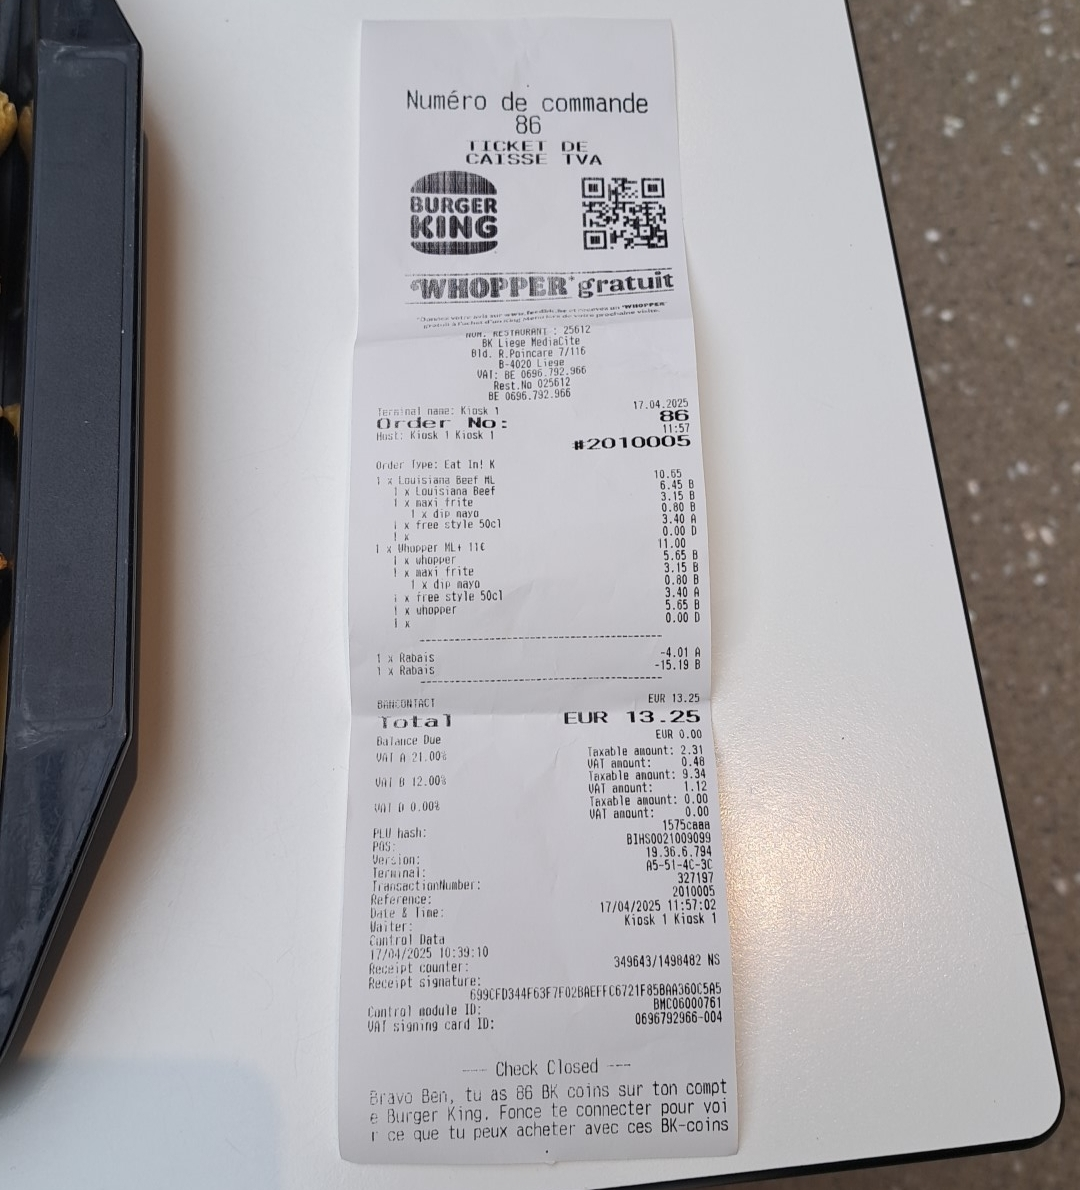 Numéro de commande
86
TICKET DE
CAISSE TVA
BURGER
KING
WHOPPER* gratuit
gratuit à l'achat
NUM. RESTAURANT : 25612
BK Liege MediaCite
Bld. R.Poincare 7/116
B-4020 Liege
VAT: BE 0696.792.966
Rest.No 025612
BE 0696.792.966
17.04.2025
Terminal name: Kiosk 1
Order No: 86
11:57
Host: Kiosk 1 Kiosk 1
#2010005
Order Type: Eat In! K
1 x Louisiana Beef ML 10.65
1 x Louisiana Beef 6.45 B
1 x maxi frite 3.15 B
1 x dip mayo 0.80 B
1 x free style 50cl 3.40 A
1 x 0.00 D
1 x Whopper ML+ 11€ 11.00
1 x whopper 5.65 B
1 x maxi frite 3.15 B
1 x dip mayo 0.80 B
1 x free style 50cl 3.40 A
1 x whopper 5.65 B
1 x 0.00 D
1 x Rabais -4.01 A
1 x Rabais -15.19 B
BANCONTACT EUR 13.25
Total EUR 13.25
Balance Due EUR 0.00
VAT A 21.00% Taxable amount: 2.31
VAT amount: 0.48
VAT B 12.00% Taxable amount: 9.34
VAT amount: 1.12
VAT D 0.00% Taxable amount: 0.00
VAT amount: 0.00
PLU hash: 1575caaa
POS: BIHS0021009099
Version: 19.36.6.794
Terminal: A5-51-4C-3C
TransactionNumber: 327197
Reference: 2010005
Date & Time: 17/04/2025 11:57:02
Waiter: Kiosk 1 Kiosk 1
Control Data
17/04/2025 10:39:10
Receipt counter: 349643/1498482 NS
Receipt signature:
699CFD344F63F7F02BAEFFC6721F85BAA360C5A5
Control module ID: BMC06000761
VAT signing card ID: 0696792966-004
---- Check Closed ----
Bravo Ben, tu as 86 BK coins sur ton compt
e Burger King. Fonce te connecter pour voi
r ce que tu peux acheter avec ces BK-coins